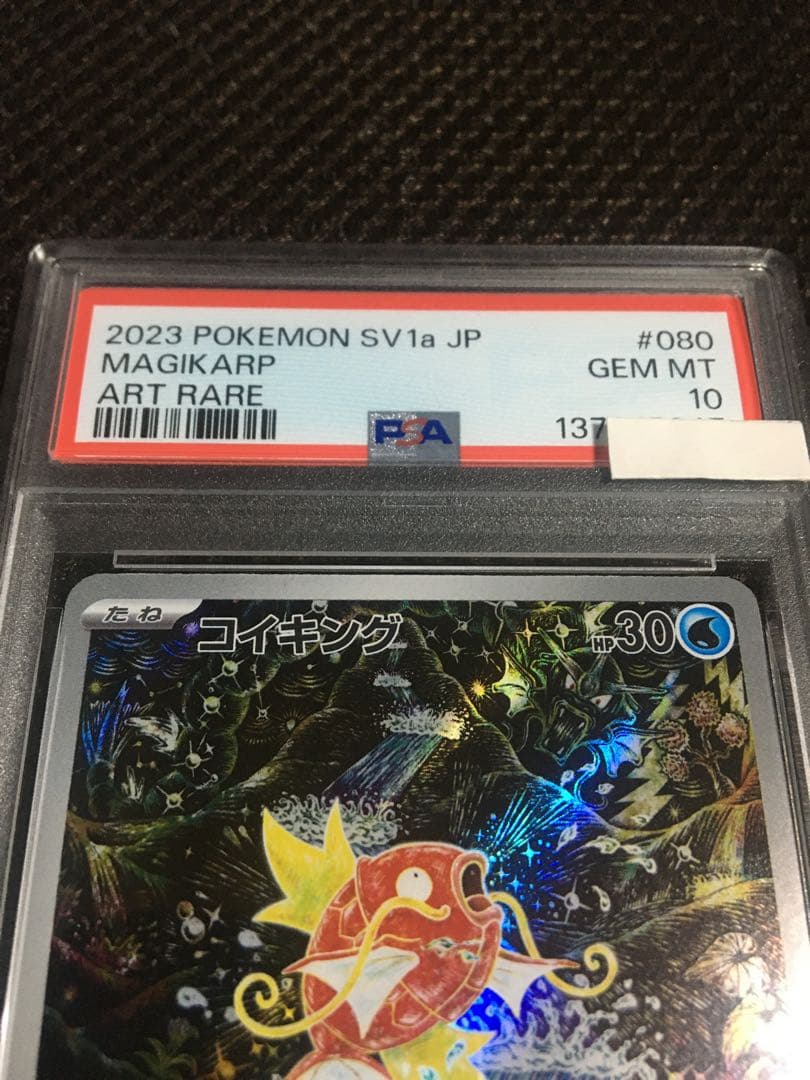 2023 POKEMON SV1a JP #080
MAGIKARP GEM MT
ART RARE 10
PSA
たね コイキング HP30